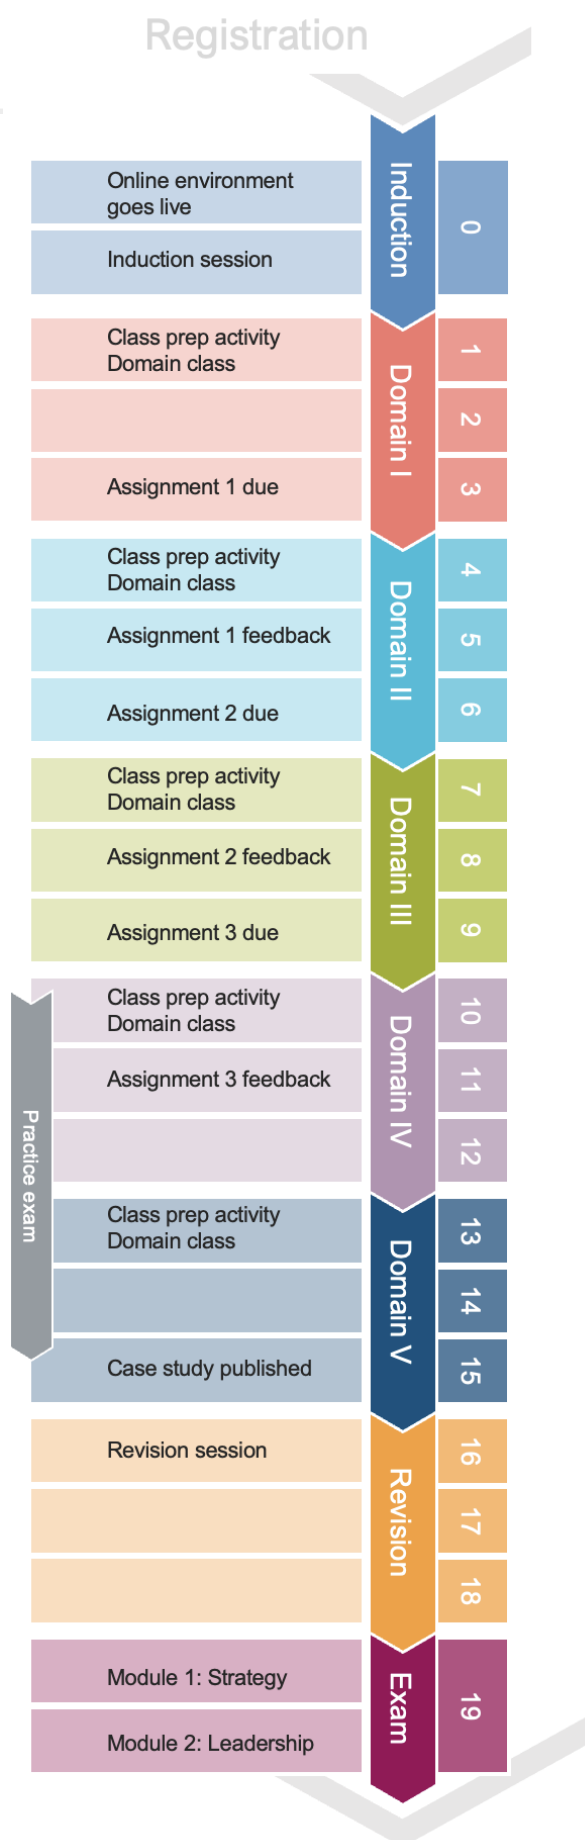 Registration
Induction
0
Online environment
goes live
Induction session
Domain I
1
Class prep activity
Domain class
2
3
Assignment 1 due
Domain II
4
Class prep activity
Domain class
5
Assignment 1 feedback
6
Assignment 2 due
Domain III
7
Class prep activity
Domain class
8
Assignment 2 feedback
9
Assignment 3 due
Practice exam
Domain IV
10
Class prep activity
Domain class
11
Assignment 3 feedback
12
Domain V
13
Class prep activity
Domain class
14
15
Case study published
Revision
16
Revision session
17
18
Exam
19
Module 1: Strategy
Module 2: Leadership